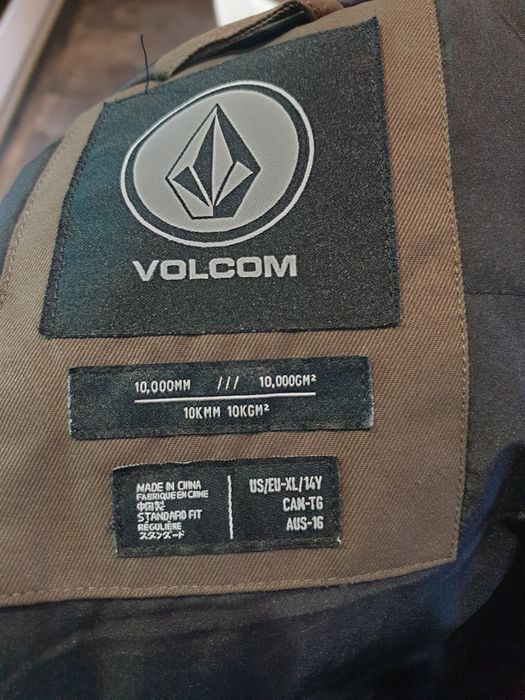 VOLCOM
10,000MM /// 10,000GM²
10KMM 10KGM²
MADE IN CHINA
FABRIQUE EN CHINE
中国製
STANDARD FIT
RÉGULIÈRE
スタンダード
US/EU-XL/14Y
CAN-TG
AUS-16